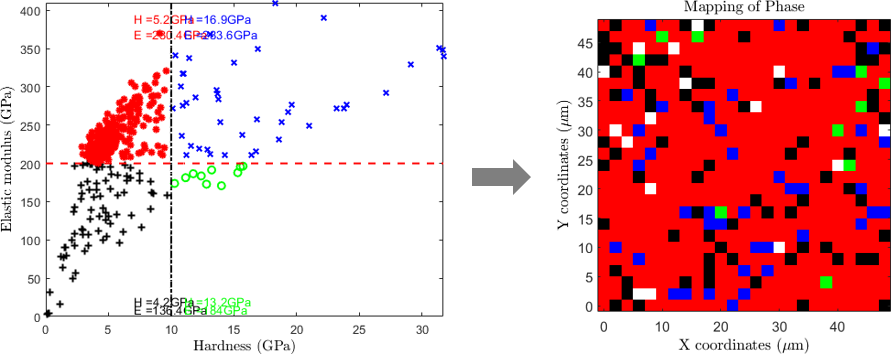 H =5.2GPa
H =16.9GPa
400
350
300
250
200
150
100
50
0
Elastic modulus (GPa)
H =4.2GPa
H =13.2GPa
E =136.4GPa
E =184GPa
0
5
10
15
20
25
30
Hardness (GPa)
Mapping of Phase
45
40
35
30
25
20
15
10
5
0
Y coordinates (μm)
0
10
20
30
40
X coordinates (μm)